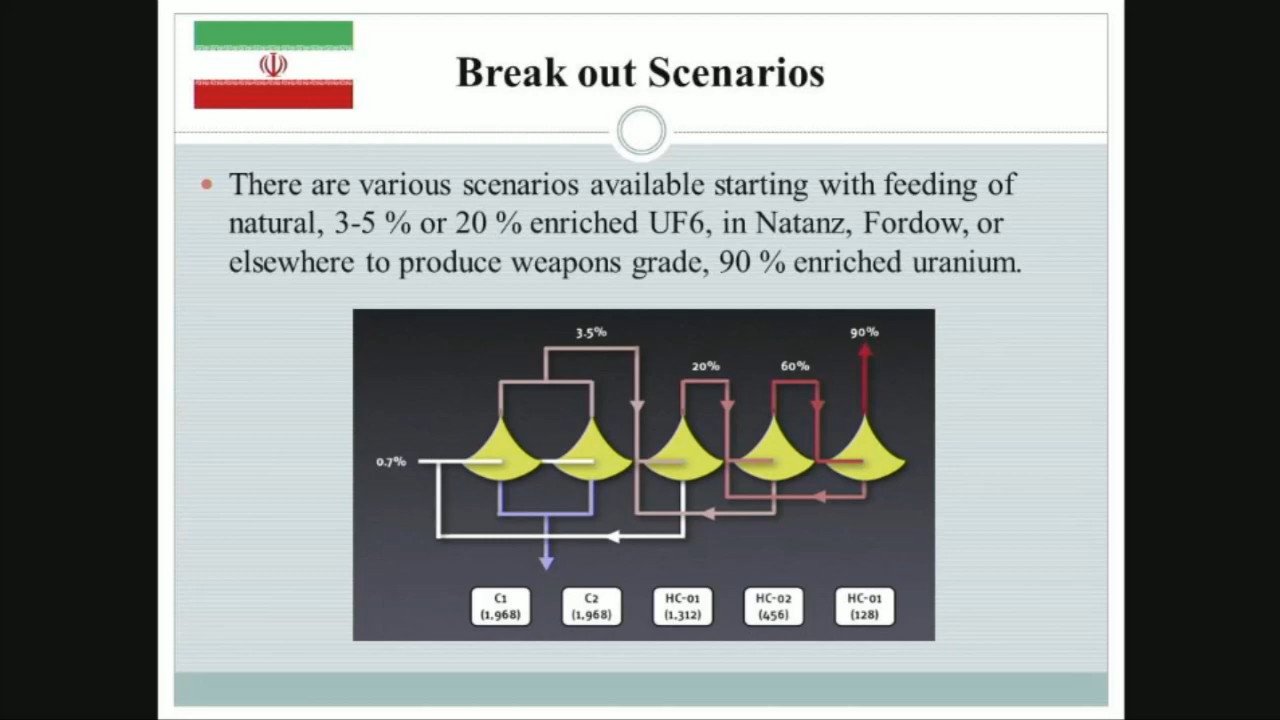 Break out Scenarios
There are various scenarios available starting with feeding of
natural, 3-5 % or 20 % enriched UF6, in Natanz, Fordow, or
elsewhere to produce weapons grade, 90 % enriched uranium.
3.5%
90%
20%
60%
0.7%
C1
(1,968)
C2
(1,968)
HC-01
(1,312)
HC-02
(456)
HC-01
(128)